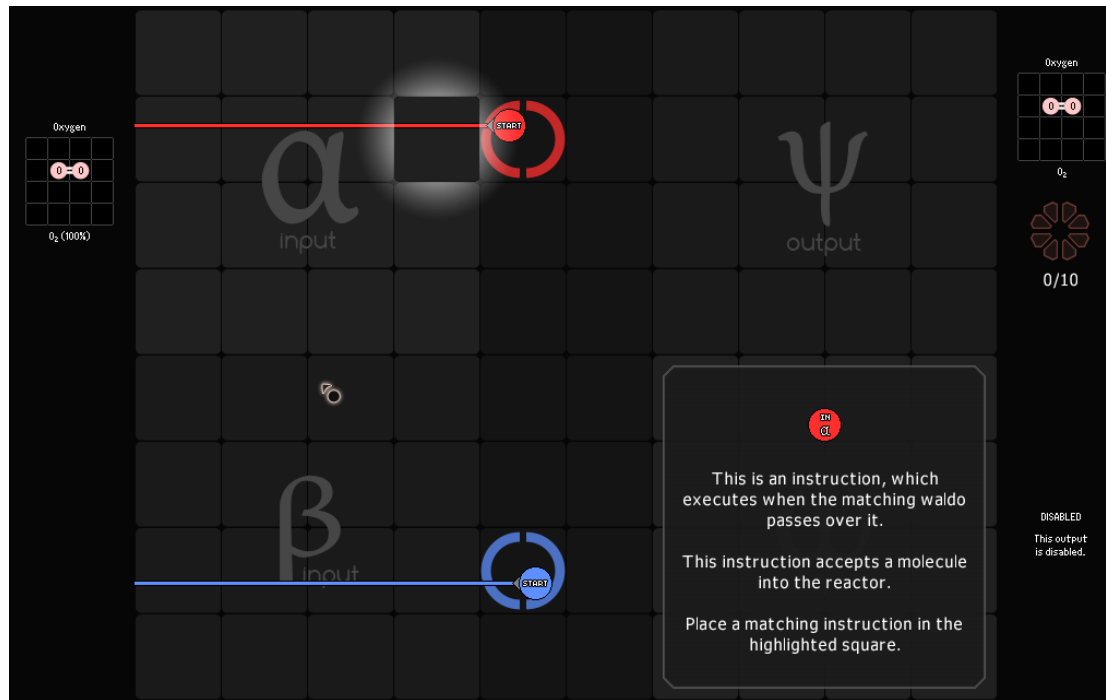 Oxygen
O=O
O₂ (100%)
START
α
input
ψ
output
Oxygen
O=O
O₂
0/10
β
input
START
IN
α
This is an instruction, which
executes when the matching waldo
passes over it.
This instruction accepts a molecule
into the reactor.
Place a matching instruction in the
highlighted square.
DISABLED
This output
is disabled.